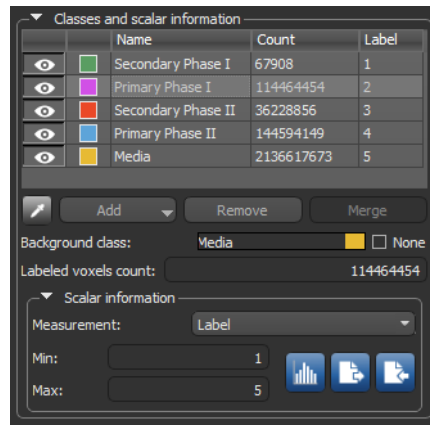 Classes and scalar information
Name Count Label
Secondary Phase I 67908 1
Primary Phase I 114464454 2
Secondary Phase II 36228856 3
Primary Phase II 144594149 4
Media 2136617673 5
Add Remove Merge
Background class: Media None
Labeled voxels count: 114464454
Scalar information
Measurement: Label
Min: 1
Max: 5